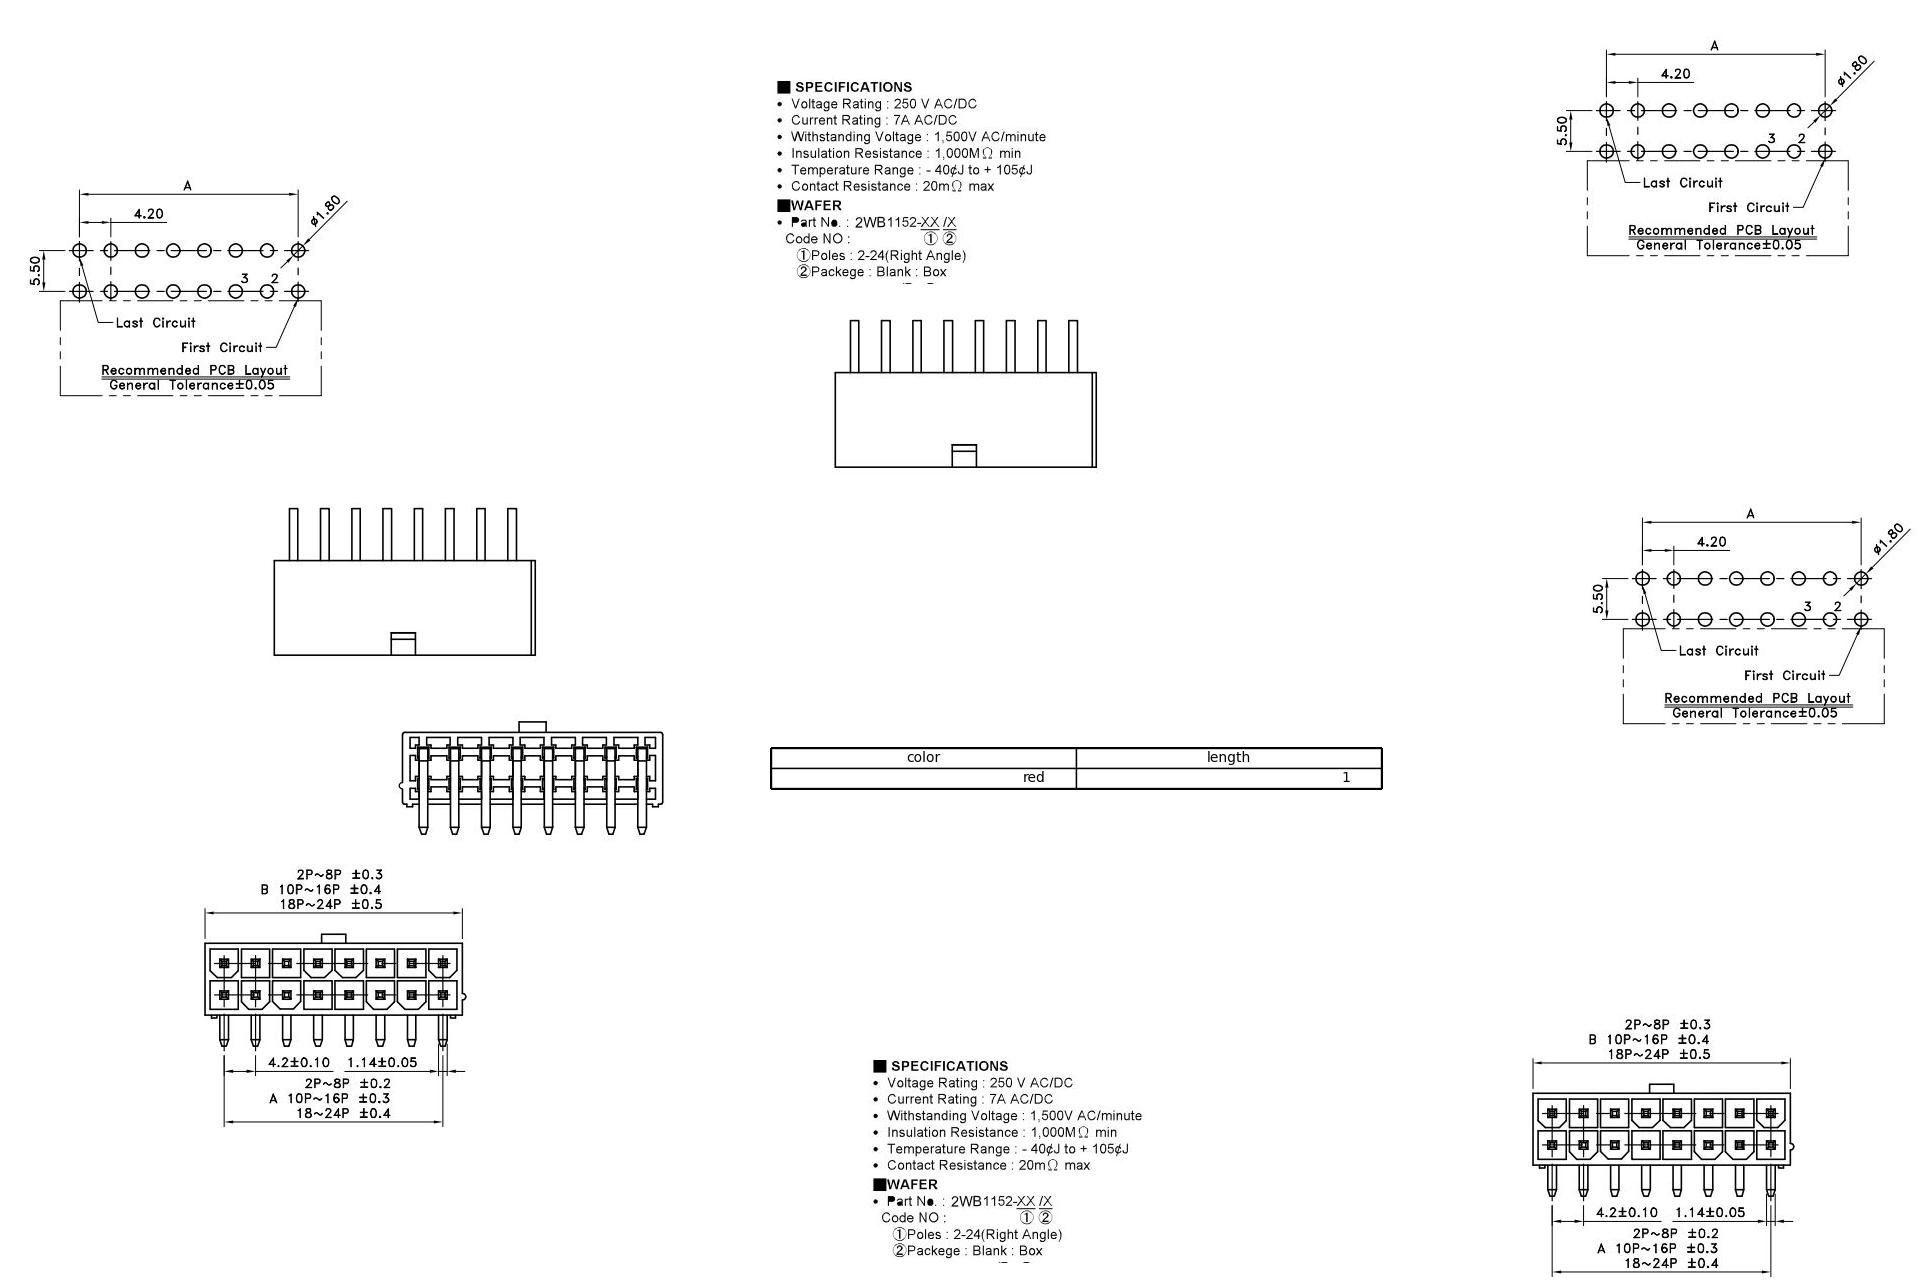 ■ SPECIFICATIONS
• Voltage Rating : 250 V AC/DC
• Current Rating : 7A AC/DC
• Withstanding Voltage : 1,500V AC/minute
• Insulation Resistance : 1,000MΩ min
• Temperature Range : - 40¢J to + 105¢J
• Contact Resistance : 20mΩ max
■WAFER
• Part No. : 2WB1152-XX /X
Code NO : ① ②
①Poles : 2-24(Right Angle)
②Packege : Blank : Box
A
4.20
ø1.80
5.50
3 2
Last Circuit
First Circuit
Recommended PCB Layout
General Tolerance±0.05
A
4.20
ø1.80
5.50
3 2
Last Circuit
First Circuit
Recommended PCB Layout
General Tolerance±0.05
A
4.20
ø1.80
5.50
3 2
Last Circuit
First Circuit
Recommended PCB Layout
General Tolerance±0.05
color length
red 1
2P~8P ±0.3
B 10P~16P ±0.4
18P~24P ±0.5
4.2±0.10 1.14±0.05
2P~8P ±0.2
A 10P~16P ±0.3
18~24P ±0.4
■ SPECIFICATIONS
• Voltage Rating : 250 V AC/DC
• Current Rating : 7A AC/DC
• Withstanding Voltage : 1,500V AC/minute
• Insulation Resistance : 1,000MΩ min
• Temperature Range : - 40¢J to + 105¢J
• Contact Resistance : 20mΩ max
■WAFER
• Part No. : 2WB1152-XX /X
Code NO : ① ②
①Poles : 2-24(Right Angle)
②Packege : Blank : Box
2P~8P ±0.3
B 10P~16P ±0.4
18P~24P ±0.5
4.2±0.10 1.14±0.05
2P~8P ±0.2
A 10P~16P ±0.3
18~24P ±0.4